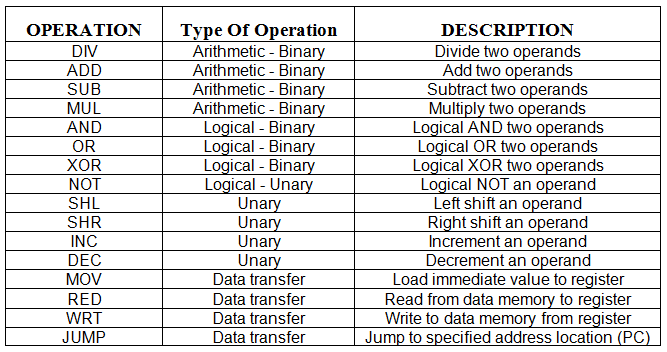 OPERATION Type Of Operation DESCRIPTION
DIV Arithmetic - Binary Divide two operands
ADD Arithmetic - Binary Add two operands
SUB Arithmetic - Binary Subtract two operands
MUL Arithmetic - Binary Multiply two operands
AND Logical - Binary Logical AND two operands
OR Logical - Binary Logical OR two operands
XOR Logical - Binary Logical XOR two operands
NOT Logical - Unary Logical NOT an operand
SHL Unary Left shift an operand
SHR Unary Right shift an operand
INC Unary Increment an operand
DEC Unary Decrement an operand
MOV Data transfer Load immediate value to register
RED Data transfer Read from data memory to register
WRT Data transfer Write to data memory from register
JUMP Data transfer Jump to specified address location (PC)